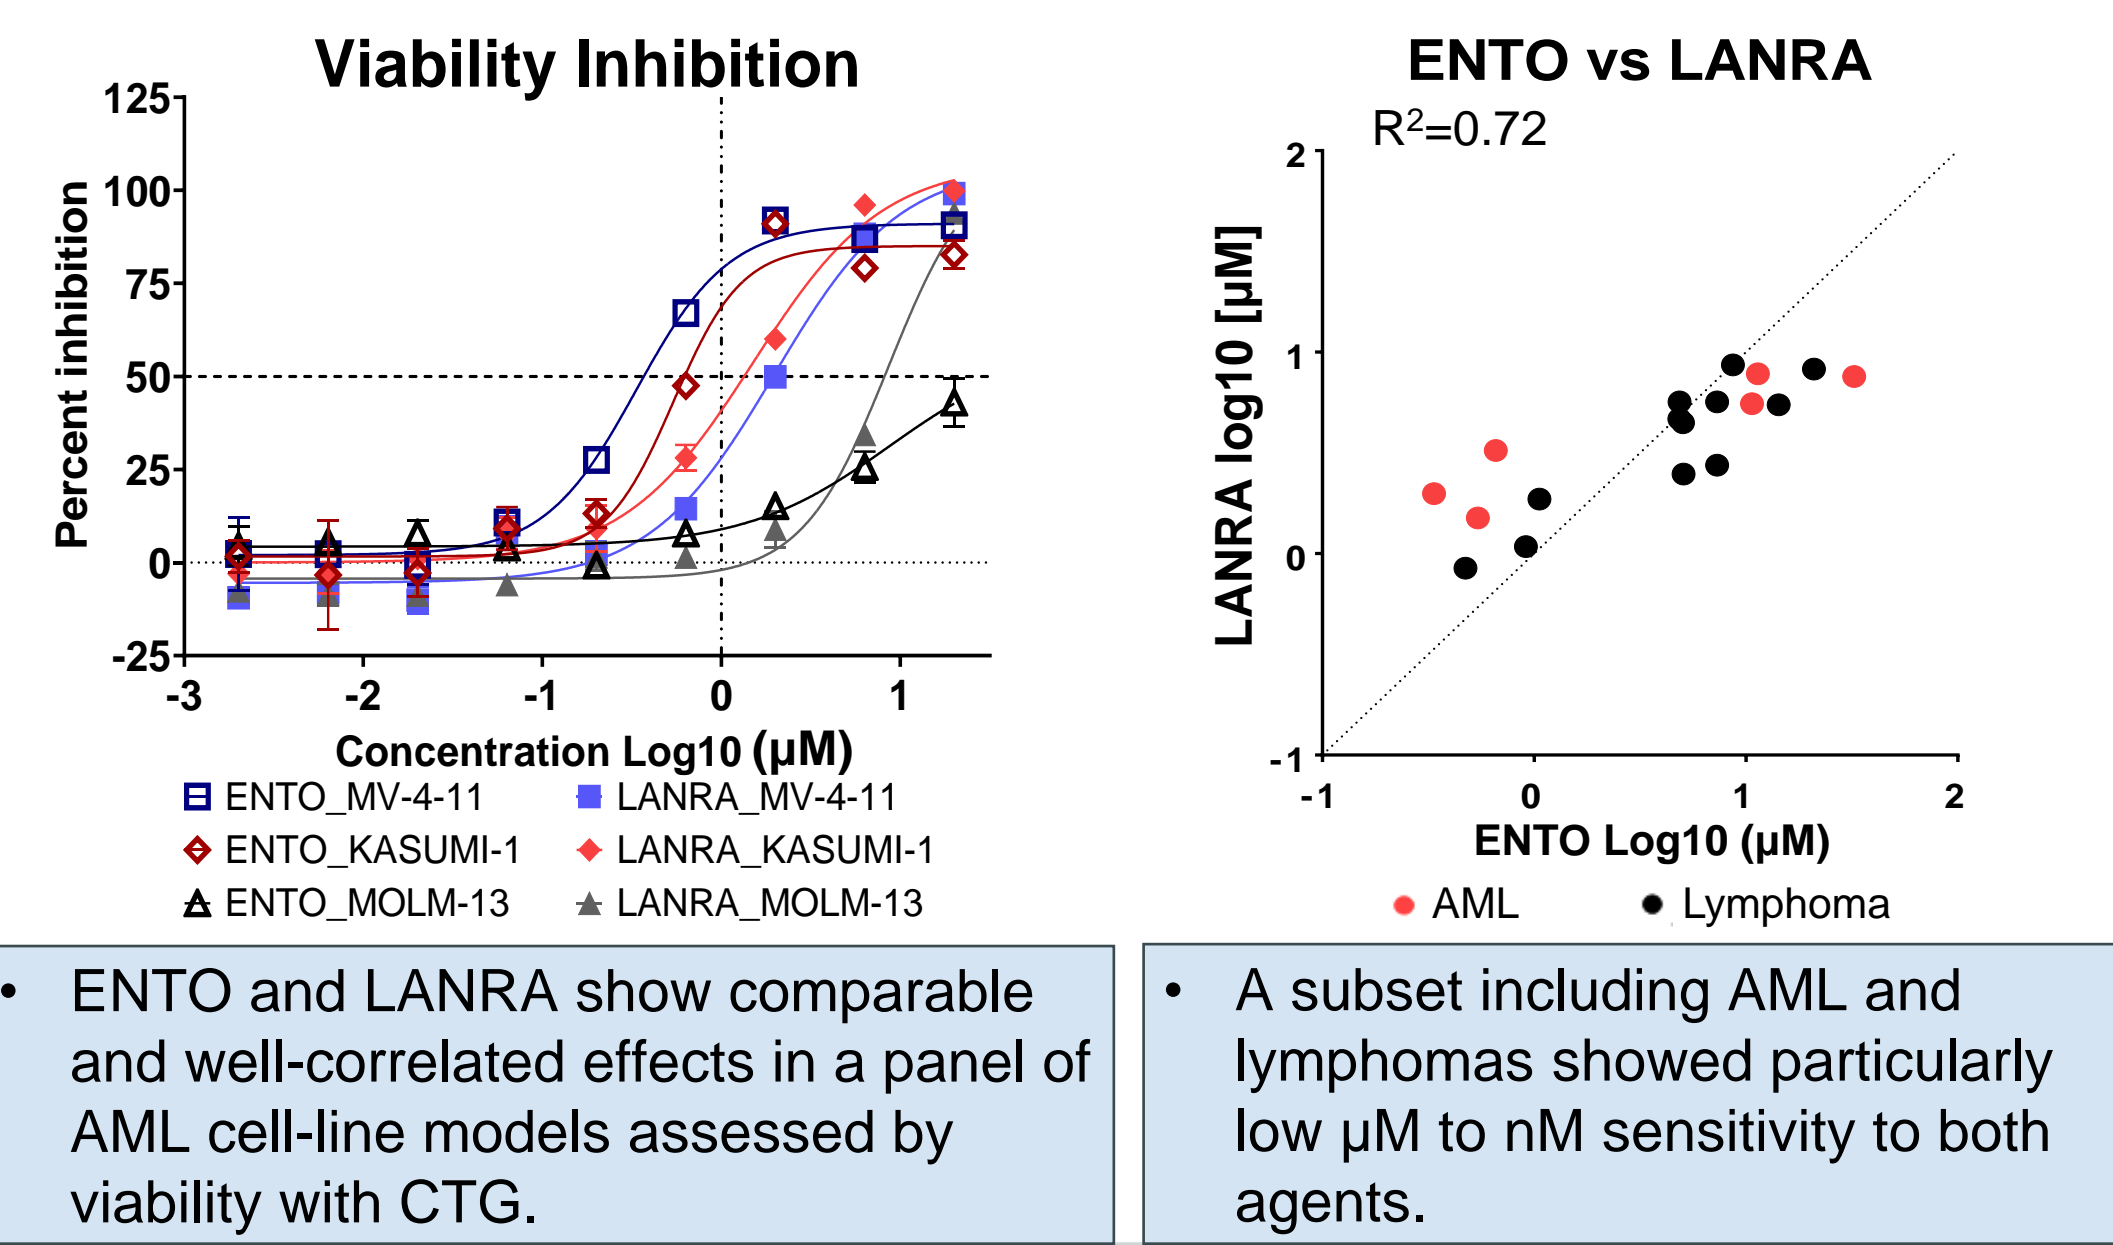 Viability Inhibition
125
100
75
50
25
0
-25
Percent inhibition
-3 -2 -1 0 1
Concentration Log10 (µM)
ENTO_MV-4-11 LANRA_MV-4-11
ENTO_KASUMI-1 LANRA_KASUMI-1
ENTO_MOLM-13 LANRA_MOLM-13
ENTO vs LANRA
R²=0.72
2
1
0
-1
LANRA log10 [µM]
-1 0 1 2
ENTO Log10 (µM)
AML Lymphoma
• ENTO and LANRA show comparable
and well-correlated effects in a panel of
AML cell-line models assessed by
viability with CTG.
• A subset including AML and
lymphomas showed particularly
low µM to nM sensitivity to both
agents.